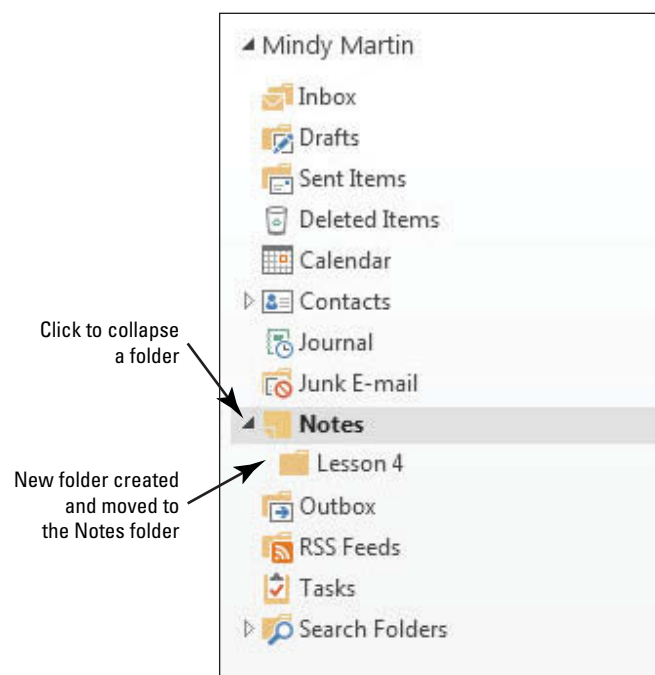 Mindy Martin
Inbox
Drafts
Sent Items
Deleted Items
Calendar
Contacts
Click to collapse
a folder
Journal
Junk E-mail
Notes
New folder created
and moved to
the Notes folder
Lesson 4
Outbox
RSS Feeds
Tasks
Search Folders